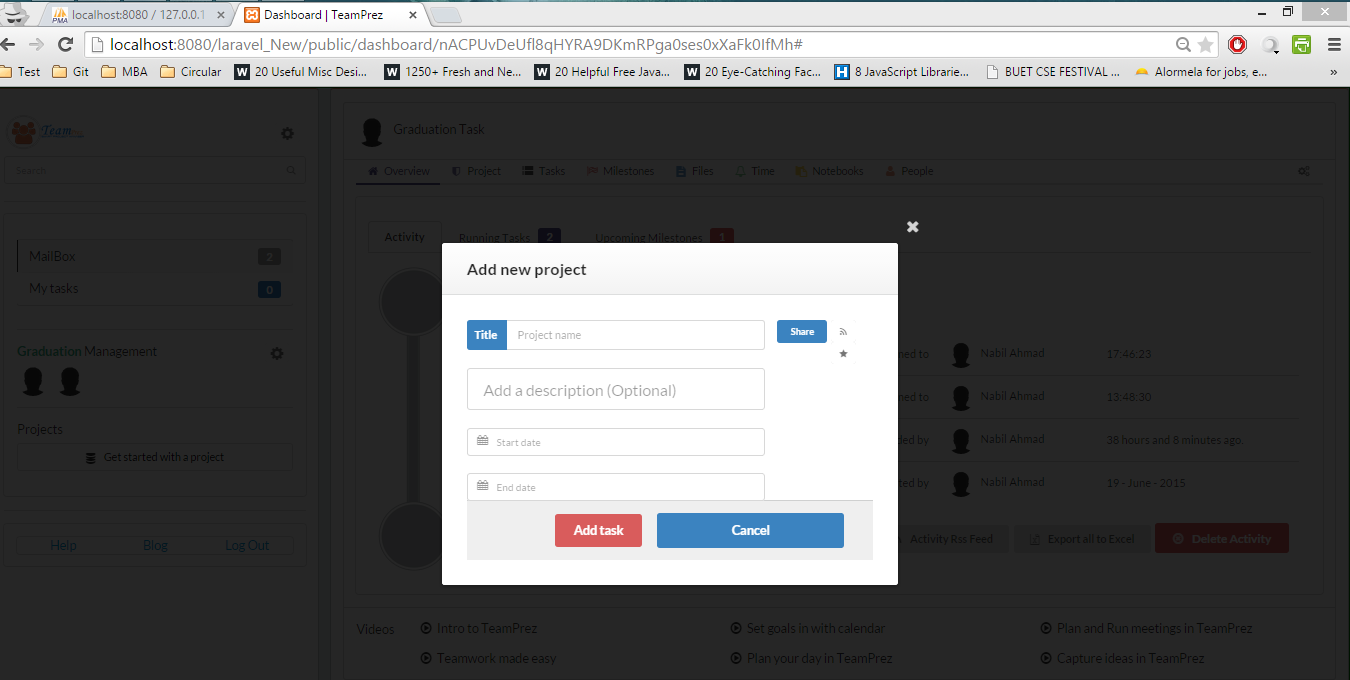 PMA localhost:8080 / 127.0.0.1
Dashboard | TeamPrez
localhost:8080/laravel_New/public/dashboard/nACPUvDeUfl8qHYRA9DKmRPga0ses0xXaFk0IfMh#
Test Git MBA Circular W 20 Useful Misc Desi... W 1250+ Fresh and Ne... W 20 Helpful Free Java... W 20 Eye-Catching Fac... H 8 JavaScript Librarie... BUET CSE FESTIVAL ... Alormela for jobs, e... »
Team
Search
MailBox 2
My tasks 0
Graduation Management
Projects
Get started with a project
Help Blog Log Out
Graduation Task
Overview Project Tasks Milestones Files Time Notebooks People
Activity Running Tasks 2 Upcoming Milestones 1
Add new project
Title Project name Share
Add a description (Optional)
Start date
End date
Add task Cancel
ned to Nabil Ahmad 17:46:23
ned to Nabil Ahmad 13:48:30
ded by Nabil Ahmad 38 hours and 8 minutes ago.
ted by Nabil Ahmad 19 - June - 2015
Activity Rss Feed Export all to Excel Delete Activity
Videos Intro to TeamPrez Set goals in with calendar Plan and Run meetings in TeamPrez
Teamwork made easy Plan your day in TeamPrez Capture ideas in TeamPrez